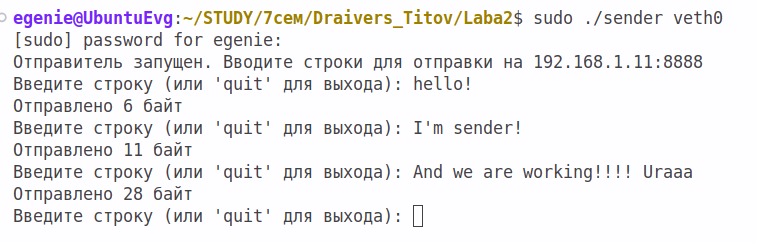 egenie@UbuntuEvg:~/STUDY/7сем/Draivers_Titov/Laba2$ sudo ./sender veth0
[sudo] password for egenie:
Отправитель запущен. Вводите строки для отправки на 192.168.1.11:8888
Введите строку (или 'quit' для выхода): hello!
Отправлено 6 байт
Введите строку (или 'quit' для выхода): I'm sender!
Отправлено 11 байт
Введите строку (или 'quit' для выхода): And we are working!!!! Uraaa
Отправлено 28 байт
Введите строку (или 'quit' для выхода):